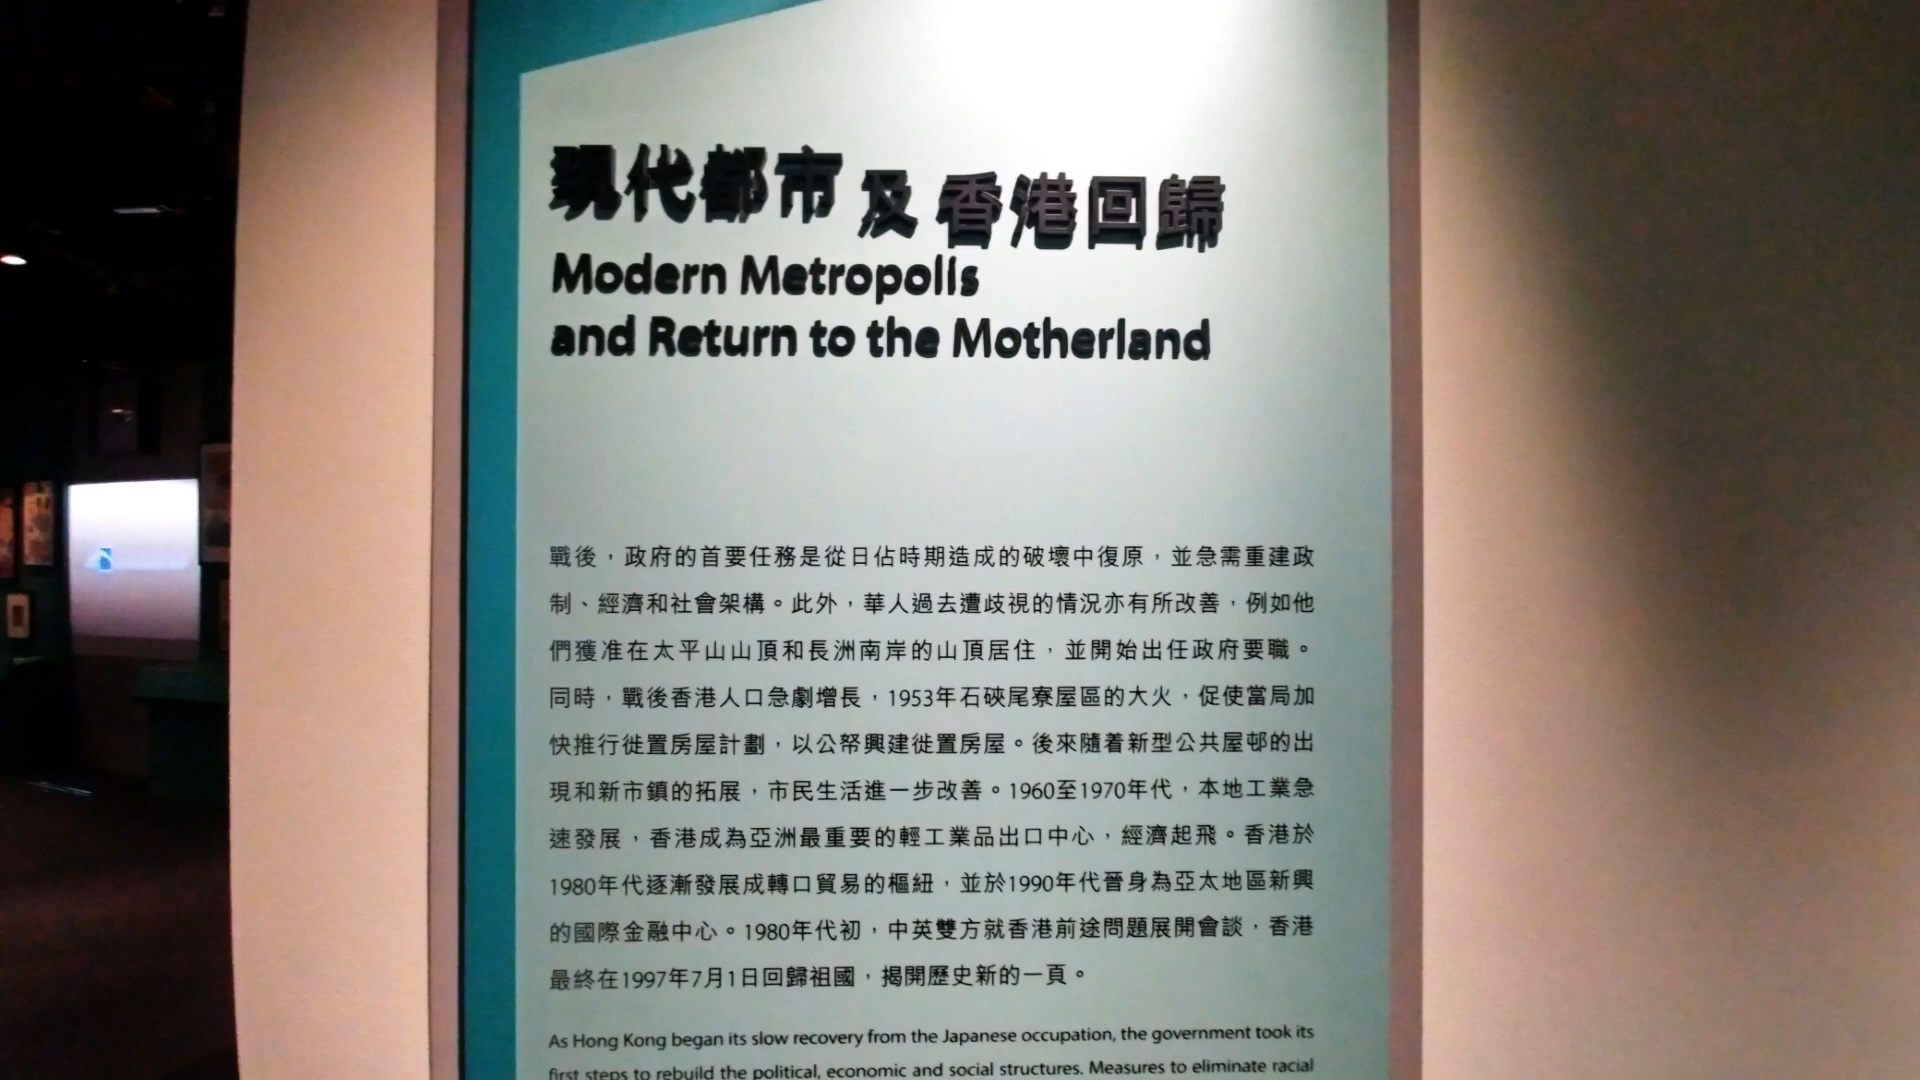 現代都市及香港回歸
Modern Metropolis
and Return to the Motherland
戰後，政府的首要任務是從日佔時期造成的破壞中復原，並急需重建政
制、經濟和社會架構。此外，華人過去遭歧視的情況亦有所改善，例如他
們獲准在太平山山頂和長洲南岸的山頂居住，並開始出任政府要職。
同時，戰後香港人口急劇增長，1953年石硤尾寮屋區的大火，促使當局加
快推行徙置房屋計劃，以公帑興建徙置房屋。後來隨着新型公共屋邨的出
現和新市鎮的拓展，市民生活進一步改善。1960至1970年代，本地工業急
速發展，香港成為亞洲最重要的輕工業品出口中心，經濟起飛。香港於
1980年代逐漸發展成轉口貿易的樞紐，並於1990年代晉身為亞太地區新興
的國際金融中心。1980年代初，中英雙方就香港前途問題展開會談，香港
最終在1997年7月1日回歸祖國，揭開歷史新的一頁。
As Hong Kong began its slow recovery from the Japanese occupation, the government took its
first steps to rebuild the political, economic and social structures. Measures to eliminate racial